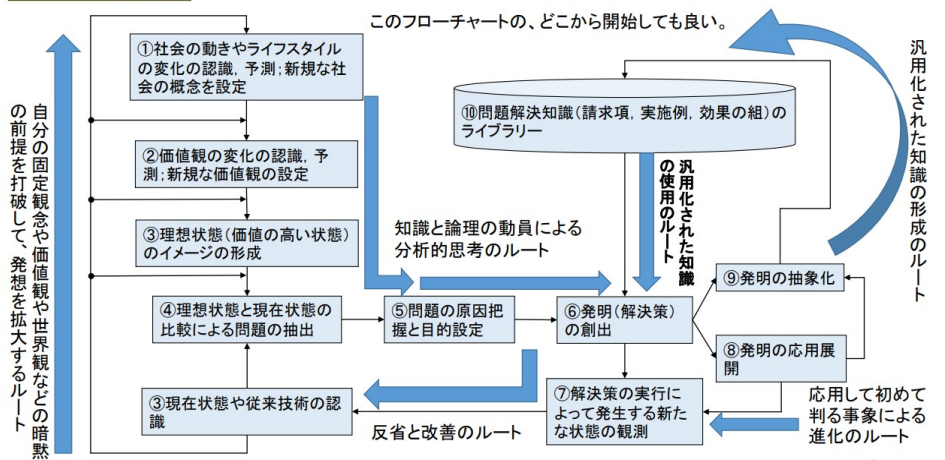 このフローチャートの、どこから開始しても良い。
①社会の動きやライフスタイル
の変化の認識，予測；新規な社
会の概念を設定
②価値観の変化の認識，予
測；新規な価値観の設定
③理想状態（価値の高い状態）
のイメージの形成
④理想状態と現在状態の
比較による問題の抽出
③現在状態や従来技術の認
識
自分の固定観念や価値観や世界観などの暗黙
の前提を打破して、発想を拡大するルート
知識と論理の動員による
分析的思考のルート
⑤問題の原因把
握と目的設定
⑩問題解決知識（請求項，実施例，効果の組）の
ライブラリー
汎用化された知識
の使用のルート
⑥発明（解決策）
の創出
⑦解決策の実行に
よって発生する新た
な状態の観測
反省と改善のルート
⑨発明の抽象化
⑧発明の応用展
開
応用して初めて
判る事象による
進化のルート
汎用化された知識の形成のルート